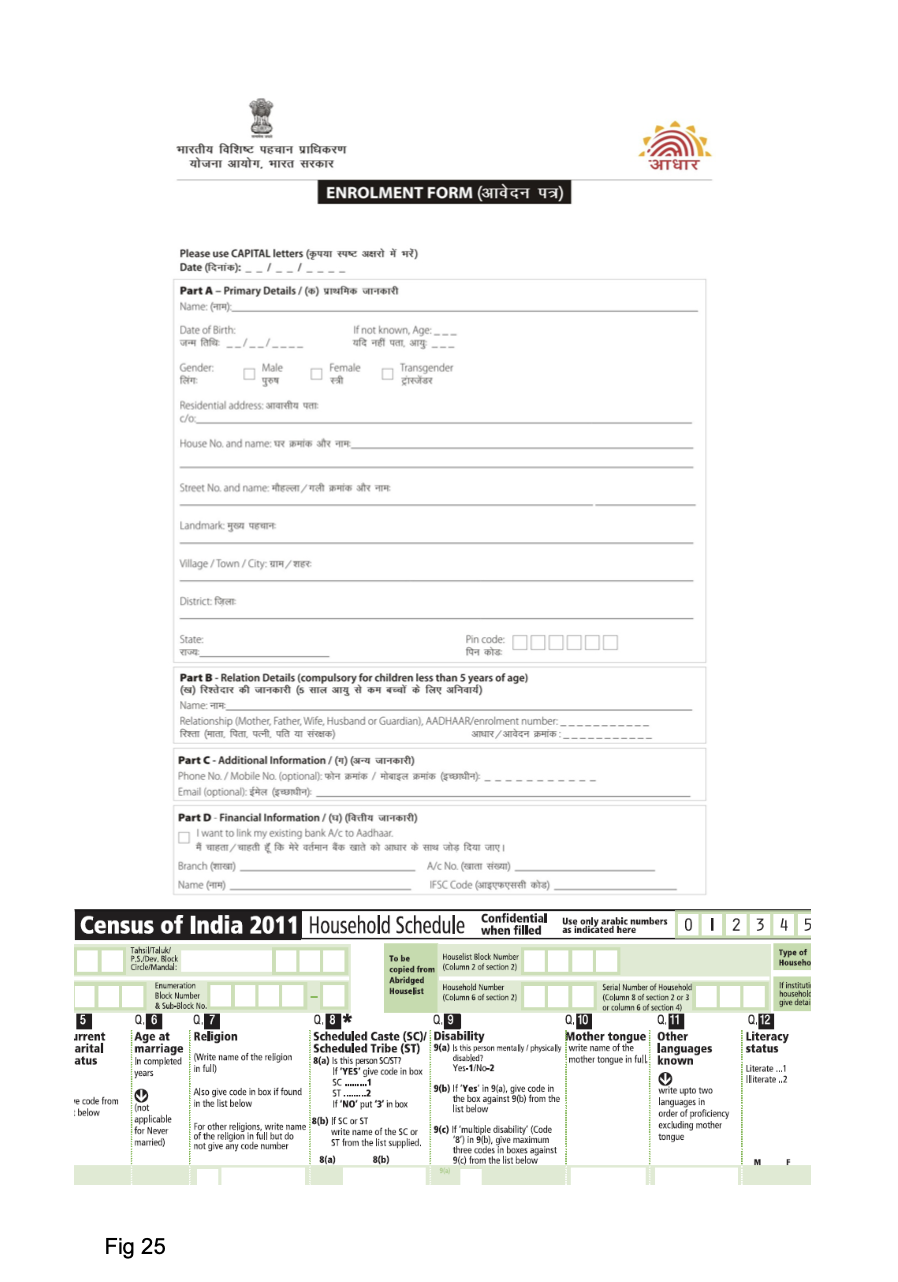 भारतीय विशिष्ट पहचान प्राधिकरण
योजना आयोग, भारत सरकार
आधार
ENROLMENT FORM (आवेदन पत्र)
Please use CAPITAL letters (कृपया स्पष्ट अक्षरो में भरें)
Date (दिनांक): _ _ / _ _ / _ _ _ _
Part A – Primary Details / (क) प्राथमिक जानकारी
Name: (नाम):
Date of Birth: If not known, Age: _ _ _
जन्म तिथि: _ _/_ _/_ _ _ _ यदि नहीं पता, आयु: _ _ _
Gender: Male Female Transgender
लिंग: पुरुष स्त्री ट्रांस्जेंडर
Residential address: आवासीय पता:
c/o:
House No. and name: घर क्रमांक और नाम:
Street No. and name: मौहल्ला / गली क्रमांक और नाम:
Landmark: मुख्य पहचान:
Village / Town / City: ग्राम / शहर:
District: जिला:
State: Pin code:
राज्य: पिन कोड:
Part B - Relation Details (compulsory for children less than 5 years of age)
(ख) रिश्तेदार की जानकारी (5 साल आयु से कम बच्चों के लिए अनिवार्य)
Name: नाम:
Relationship (Mother, Father, Wife, Husband or Guardian), AADHAAR/enrolment number: _ _ _ _ _ _ _ _ _ _ _
रिश्ता (माता, पिता, पत्नी, पति या संरक्षक) आधार / आवेदन क्रमांक : _ _ _ _ _ _ _ _ _ _ _
Part C - Additional Information / (ग) (अन्य जानकारी)
Phone No. / Mobile No. (optional): फोन क्रमांक / मोबाइल क्रमांक (इच्छाधीन): _ _ _ _ _ _ _ _ _ _ _
Email (optional): ईमेल (इच्छाधीन):
Part D - Financial Information / (घ) (वित्तीय जानकारी)
I want to link my existing bank A/c to Aadhaar.
मैं चाहता / चाहती हूँ कि मेरे वर्तमान बैंक खाते को आधार के साथ जोड़ दिया जाए।
Branch (शाखा) A/c No. (खाता संख्या)
Name (नाम) IFSC Code (आइएफएससी कोड)
Census of India 2011 Household Schedule Confidential when filled Use only arabic numbers as indicated here 0 1 2 3 4 5
Tahsil/Taluk/
P.S./Dev. Block
Circle/Mandal:
Enumeration
Block Number
& Sub-Block No.
–
To be
copied from
Abridged
Houselist
Houselist Block Number
(Column 2 of section 2)
Household Number
(Column 6 of section 2)
Serial Number of Household
(Column 8 of section 2 or 3
or column 6 of section 4)
Type of
Househo
If instituti
household
give detai
5
urrent
arital
atus
ve code from
t below
Q. 6
Age at
marriage
In completed
years
(not
applicable
for Never
married)
Q. 7
Religion
(Write name of the religion
in full)
Also give code in box if found
in the list below
For other religions, write name
of the religion in full but do
not give any code number
Q. 8 *
Scheduled Caste (SC)/
Scheduled Tribe (ST)
8(a) Is this person SC/ST?
If 'YES' give code in box
SC .........1
ST .........2
If 'NO' put '3' in box
8(b) If SC or ST
write name of the SC or
ST from the list supplied.
8(a) 8(b)
Q. 9
Disability
9(a) Is this person mentally / physically
disabled?
Yes-1/No-2
9(b) If 'Yes' in 9(a), give code in
the box against 9(b) from the
list below
9(c) If 'multiple disability' (Code
'8') in 9(b), give maximum
three codes in boxes against
9(c) from the list below
9(a)
Q. 10
Mother tongue
write name of the
mother tongue in full.
Q. 11
Other
languages
known
write upto two
languages in
order of proficiency
excluding mother
tongue
Q. 12
Literacy
status
Literate ...1
Illiterate ..2
M F
Fig 25